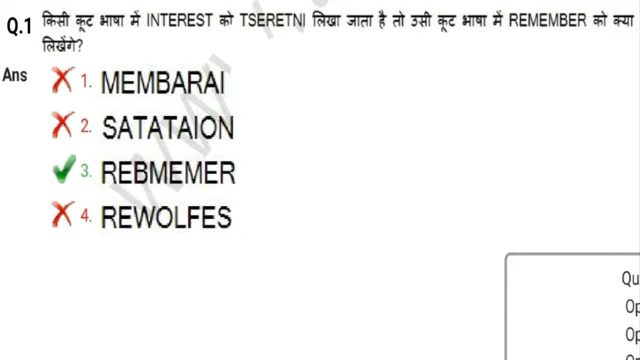 Q.1 किसी कूट भाषा में INTEREST को TSERETNI लिखा जाता है तो उसी कूट भाषा में REMEMBER को क्या
लिखेंगे?
Ans 1. MEMBARAI
2. SATATAION
3. REBMEMER
4. REWOLFES
Qu
Op
Op